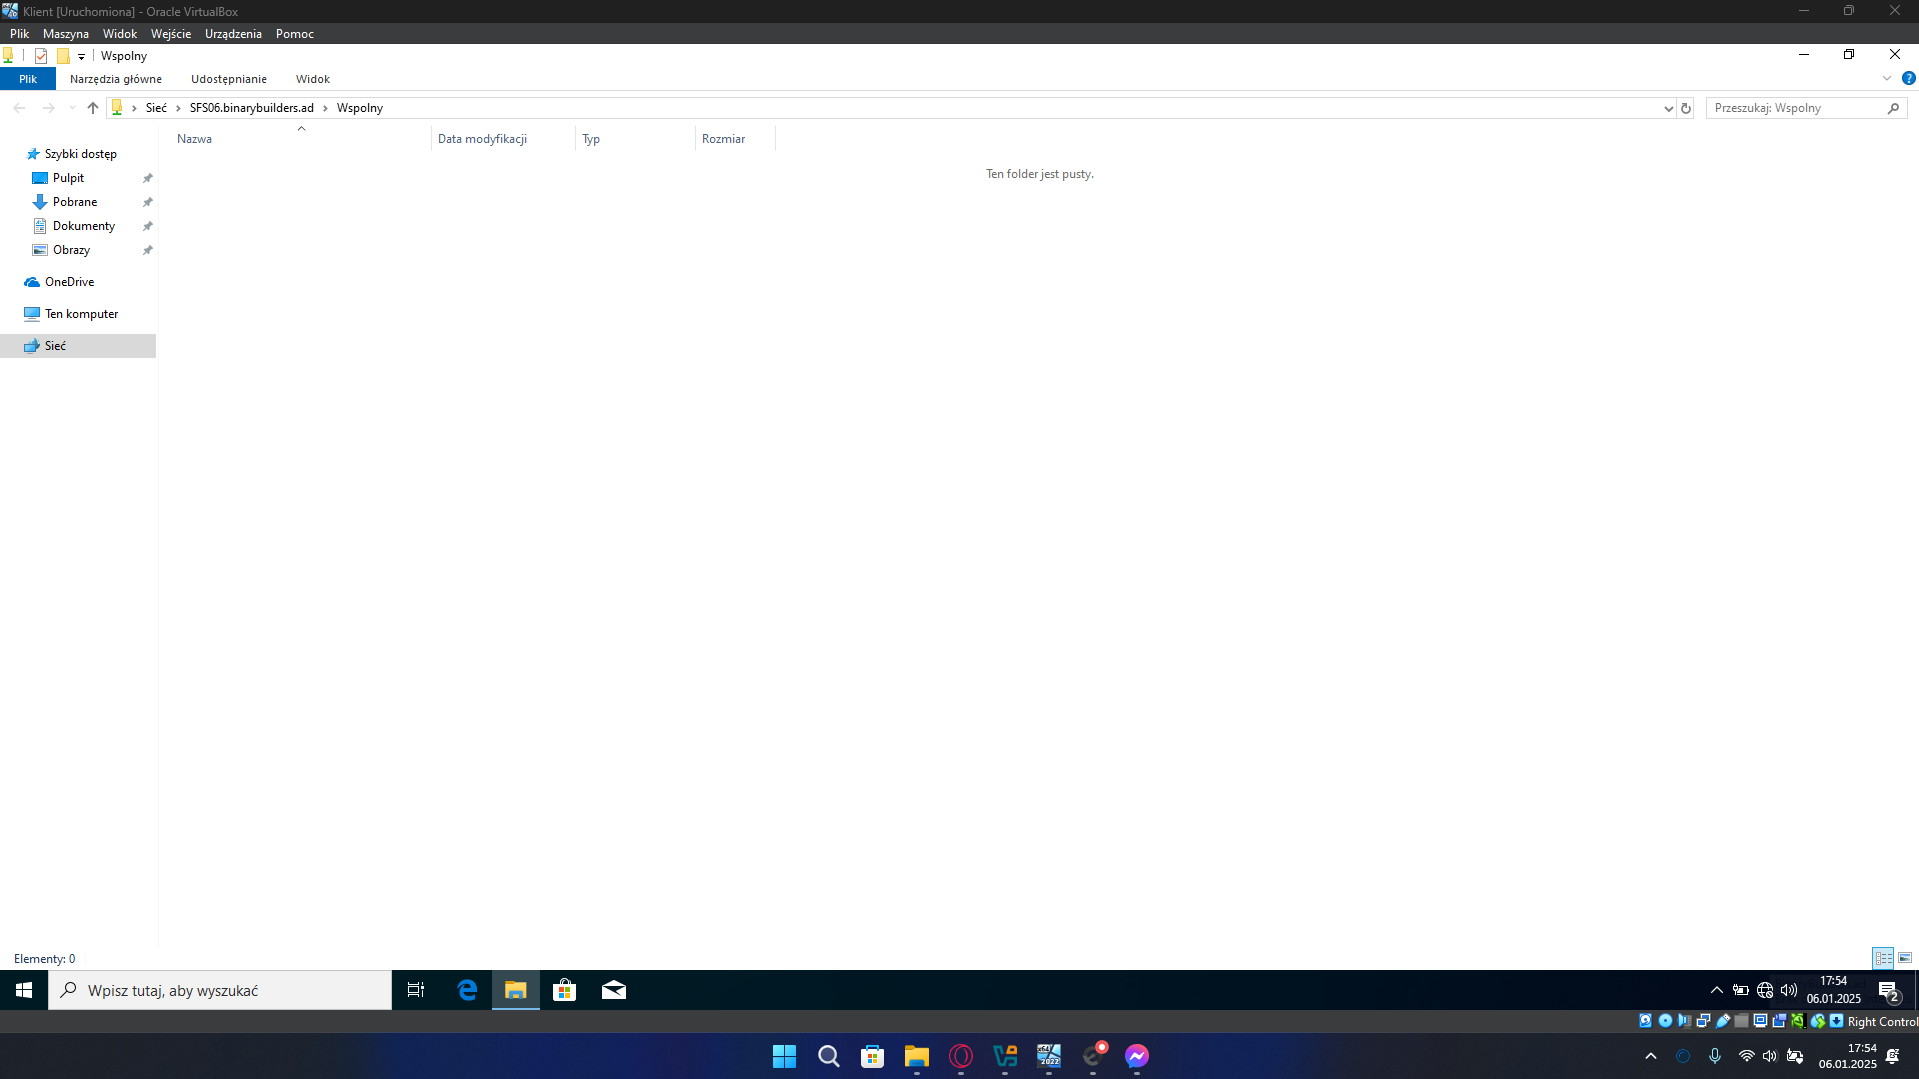 Klient [Uruchomiona] - Oracle VirtualBox
Plik Maszyna Widok Wejście Urządzenia Pomoc
Wspolny
Plik Narzędzia główne Udostępnianie Widok
Sieć SFS06.binarybuilders.ad Wspolny
Przeszukaj: Wspolny
Nazwa Data modyfikacji Typ Rozmiar
Ten folder jest pusty.
Szybki dostęp
Pulpit
Pobrane
Dokumenty
Obrazy
OneDrive
Ten komputer
Sieć
Elementy: 0
Wpisz tutaj, aby wyszukać
17:54
06.01.2025
2
Right Control
17:54
06.01.2025